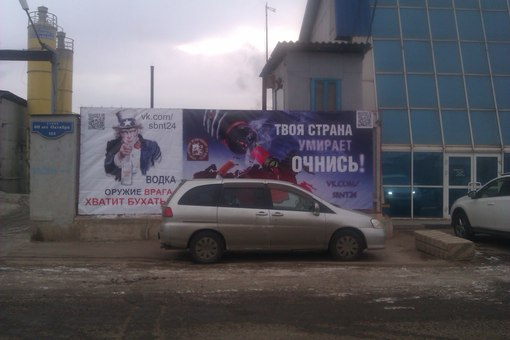 vk.com/
sbnt24
ВОДКА
ОРУЖИЕ ВРАГА
ХВАТИТ БУХАТЬ
ТВОЯ СТРАНА
УМИРАЕТ
ОЧНИСЬ!
VK.COM/
SBNT24